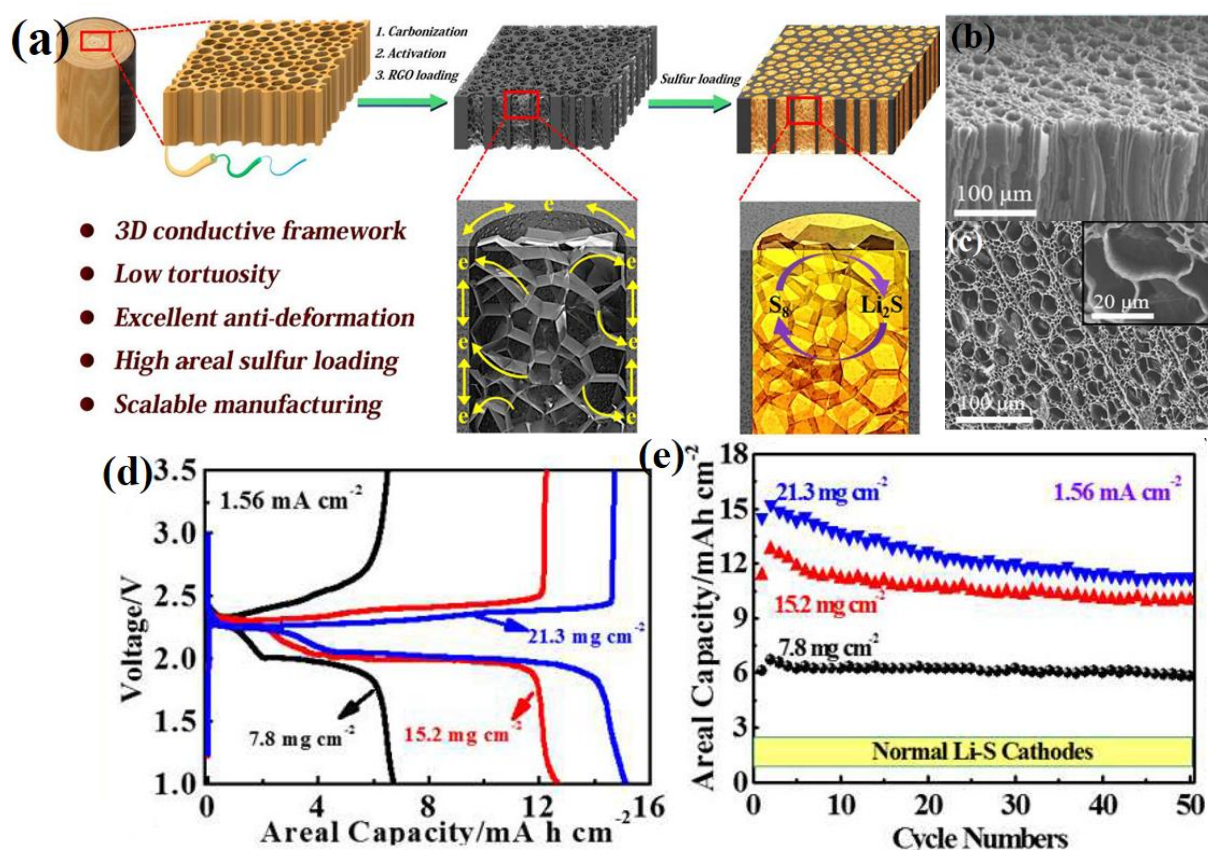 (a)
1. Carbonization
2. Activation
3. RGO loading
Sulfur loading
3D conductive framework
Low tortuosity
Excellent anti-deformation
High areal sulfur loading
Scalable manufacturing
e
e e
e e
e e
S₈ Li₂S
(b)
100 μm
(c)
20 μm
100 μm
(d)
3.5
3.0
2.5
2.0
1.5
1.0
Voltage/V
1.56 mA cm⁻²
21.3 mg cm⁻²
15.2 mg cm⁻²
7.8 mg cm⁻²
0 4 8 12 16
Areal Capacity/mA h cm⁻²
(e)
18
15
12
9
6
3
0
Areal Capacity/mAh cm⁻²
21.3 mg cm⁻²
1.56 mA cm⁻²
15.2 mg cm⁻²
7.8 mg cm⁻²
Normal Li-S Cathodes
0 10 20 30 40 50
Cycle Numbers